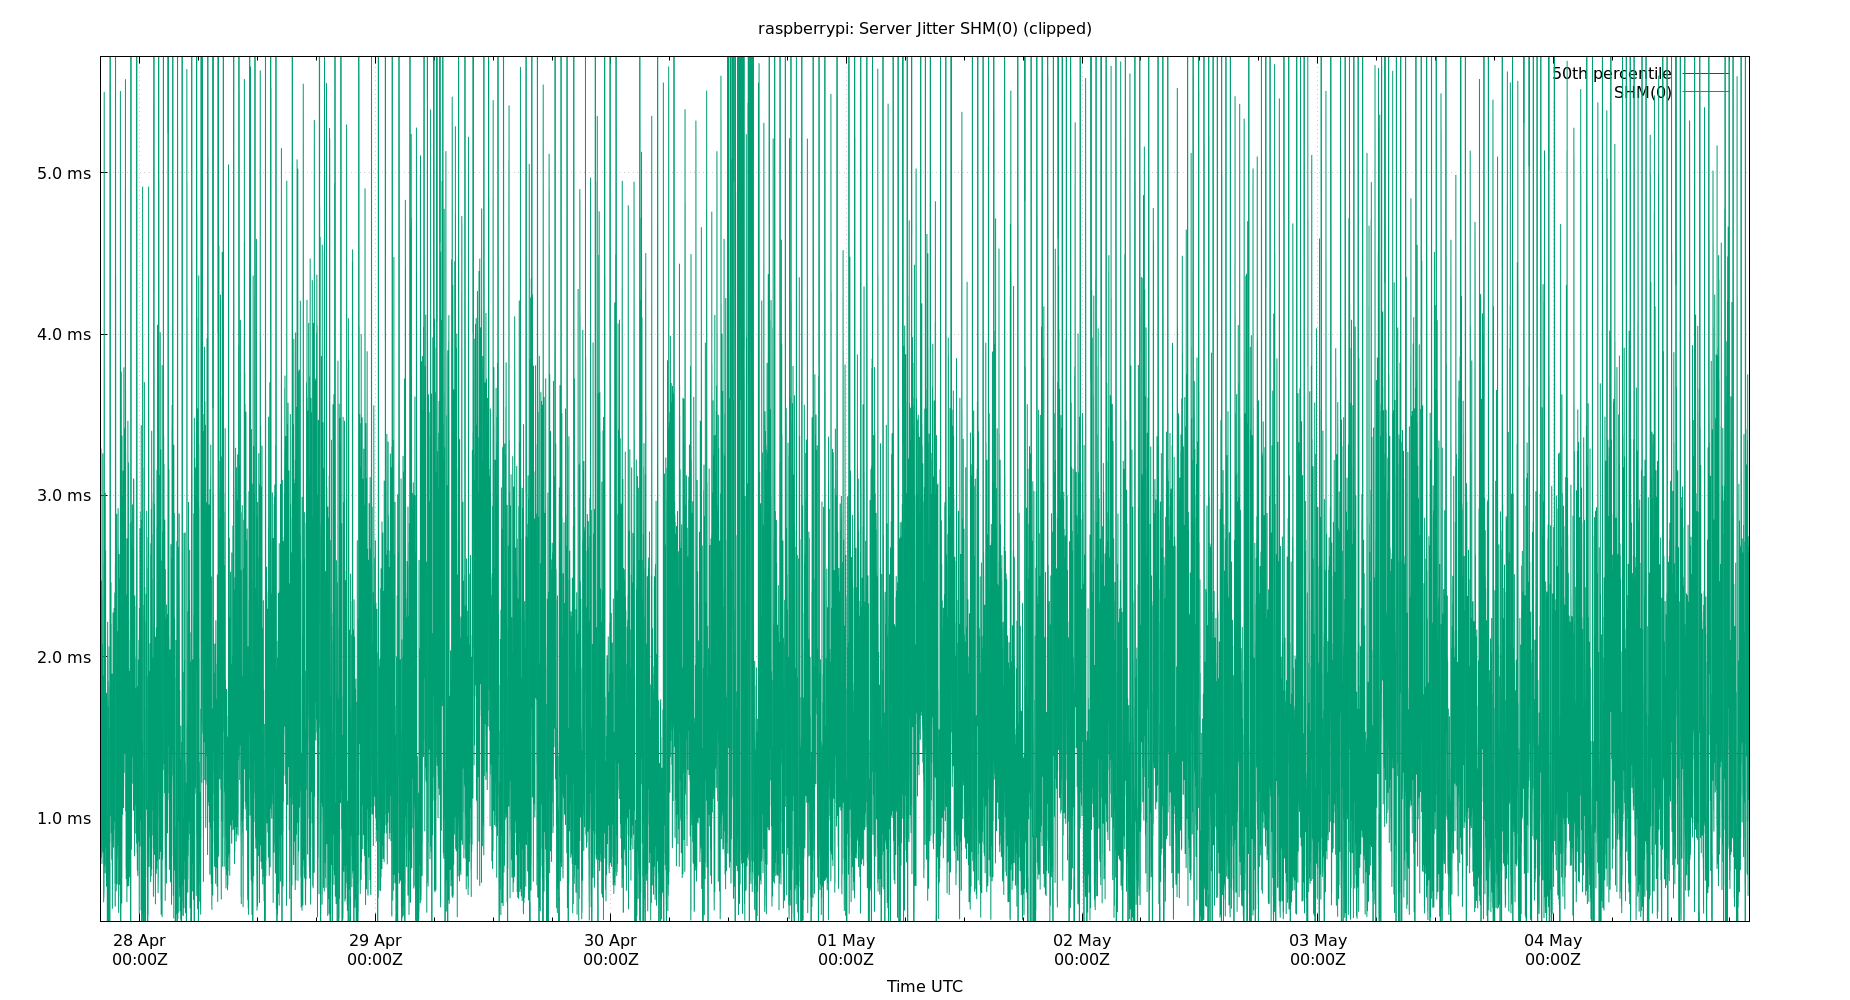 raspberrypi: Server Jitter SHM(0) (clipped)
50th percentile
SHM(0)
5.0 ms
4.0 ms
3.0 ms
2.0 ms
1.0 ms
28 Apr 29 Apr 30 Apr 01 May 02 May 03 May 04 May
00:00Z 00:00Z 00:00Z 00:00Z 00:00Z 00:00Z 00:00Z
Time UTC